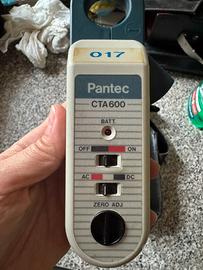 017
Pantec
CTA600
BATT.
OFF ON
AC DC
ZERO ADJ